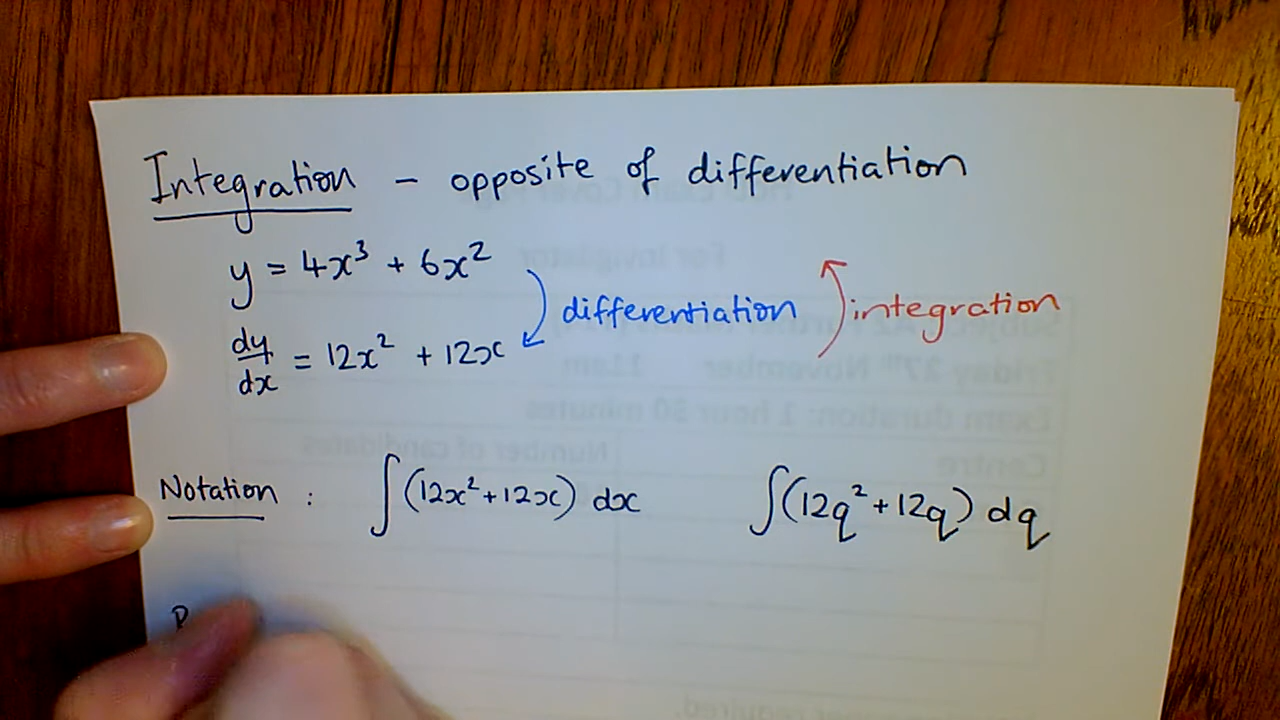 Integration – opposite of differentiation
y = 4x³ + 6x²
differentiation
integration
dy/dx = 12x² + 12x
Notation : ∫(12x²+12x) dx ∫(12q²+12q) dq